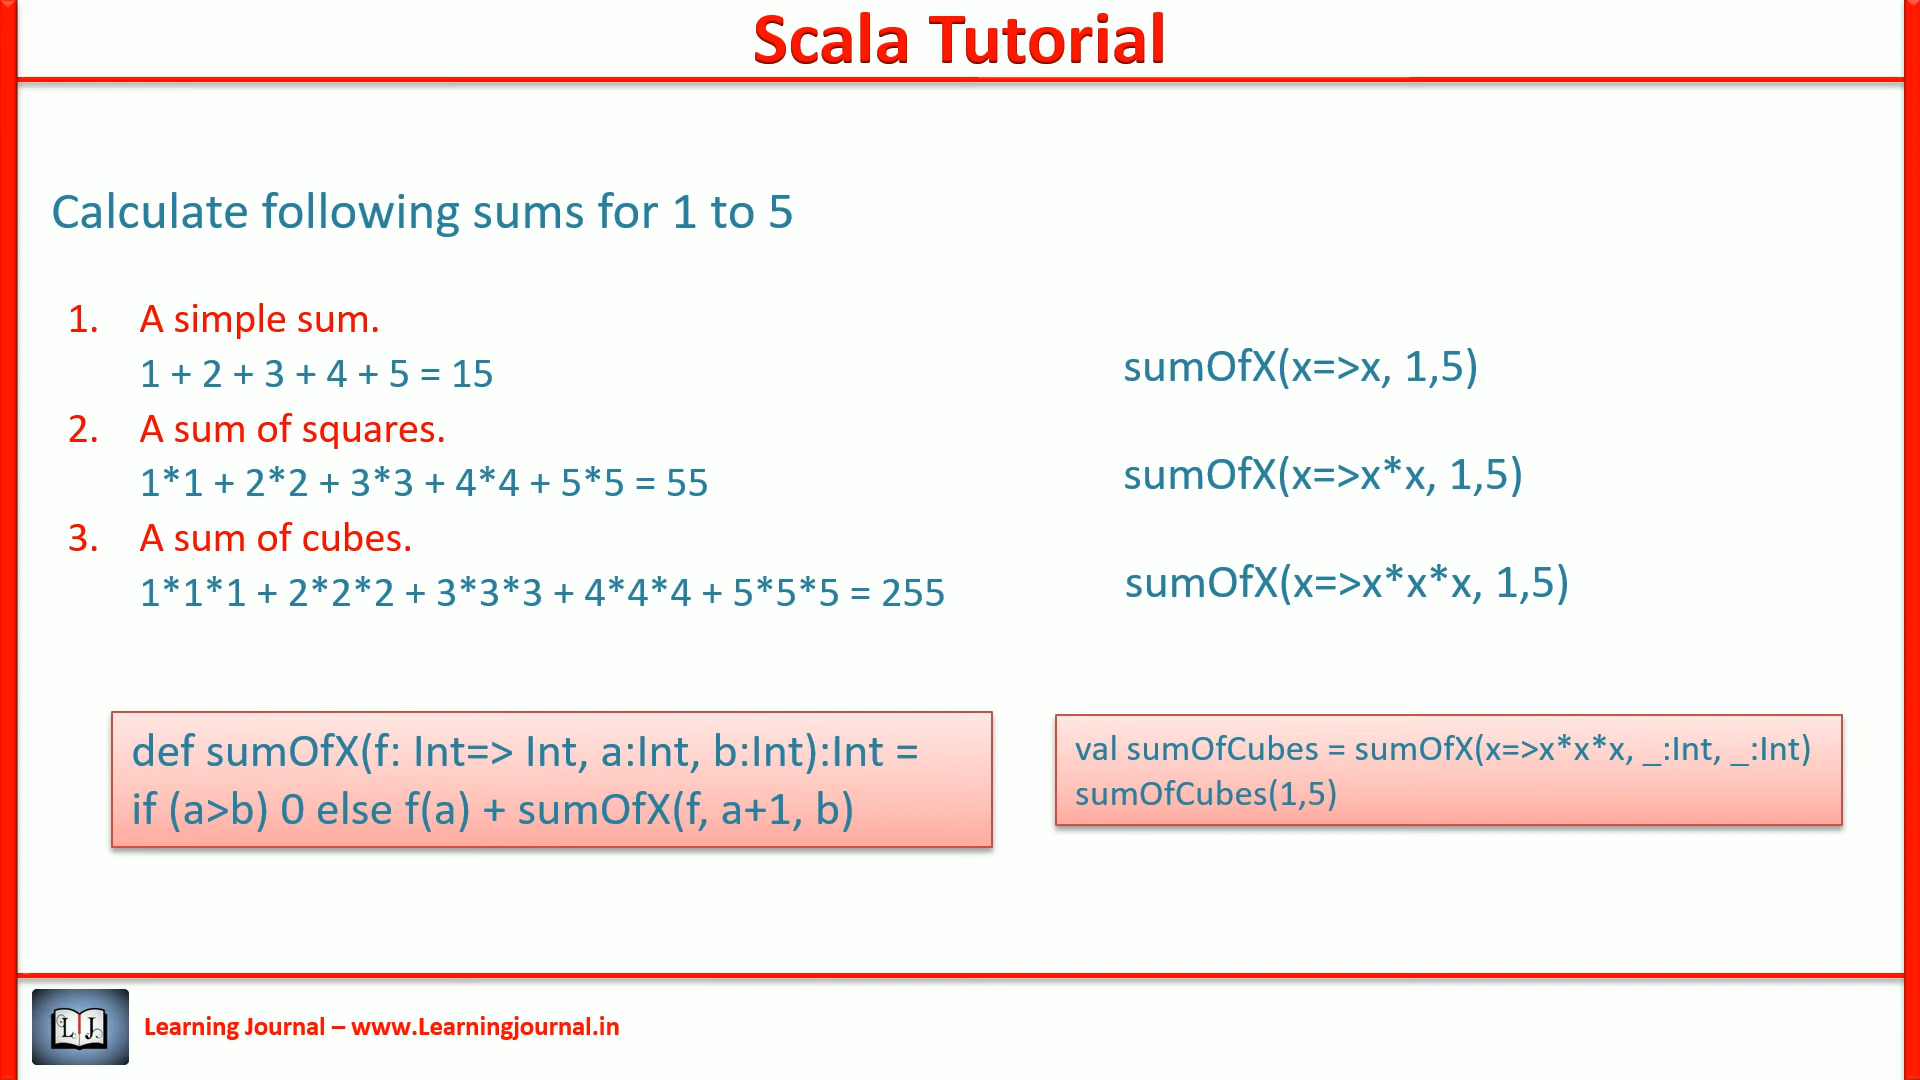 Scala Tutorial
Calculate following sums for 1 to 5
1. A simple sum.
1 + 2 + 3 + 4 + 5 = 15
2. A sum of squares.
1*1 + 2*2 + 3*3 + 4*4 + 5*5 = 55
3. A sum of cubes.
1*1*1 + 2*2*2 + 3*3*3 + 4*4*4 + 5*5*5 = 255
sumOfX(x=>x, 1,5)
sumOfX(x=>x*x, 1,5)
sumOfX(x=>x*x*x, 1,5)
def sumOfX(f: Int=> Int, a:Int, b:Int):Int =
if (a>b) 0 else f(a) + sumOfX(f, a+1, b)
val sumOfCubes = sumOfX(x=>x*x*x, _:Int, _:Int)
sumOfCubes(1,5)
LJ
Learning Journal – www.Learningjournal.in